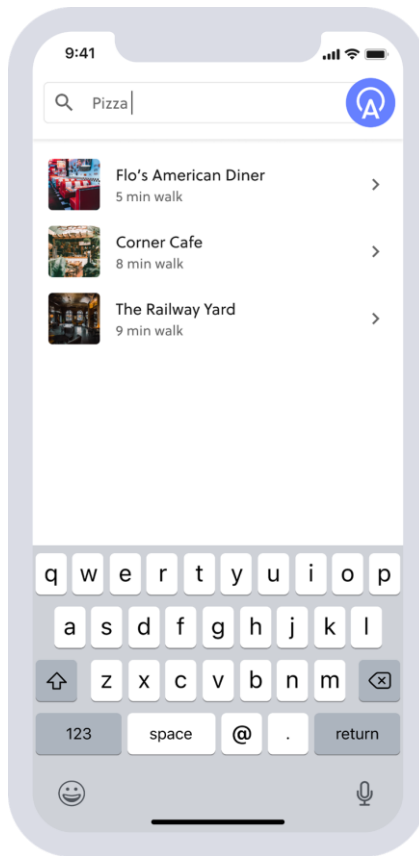 9:41
Pizza
A
Flo's American Diner
5 min walk
Corner Cafe
8 min walk
The Railway Yard
9 min walk
q w e r t y u i o p
a s d f g h j k l
z x c v b n m
123 space @ . return